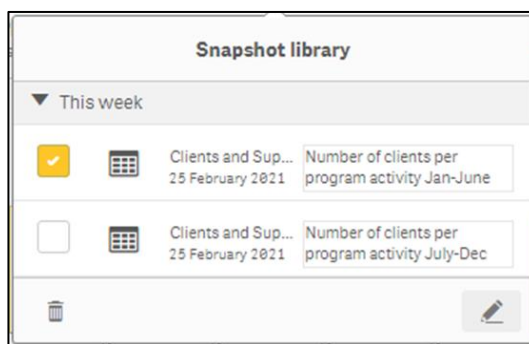 Snapshot library
This week
Clients and Sup... Number of clients per
25 February 2021 program activity Jan-June
Clients and Sup... Number of clients per
25 February 2021 program activity July-Dec